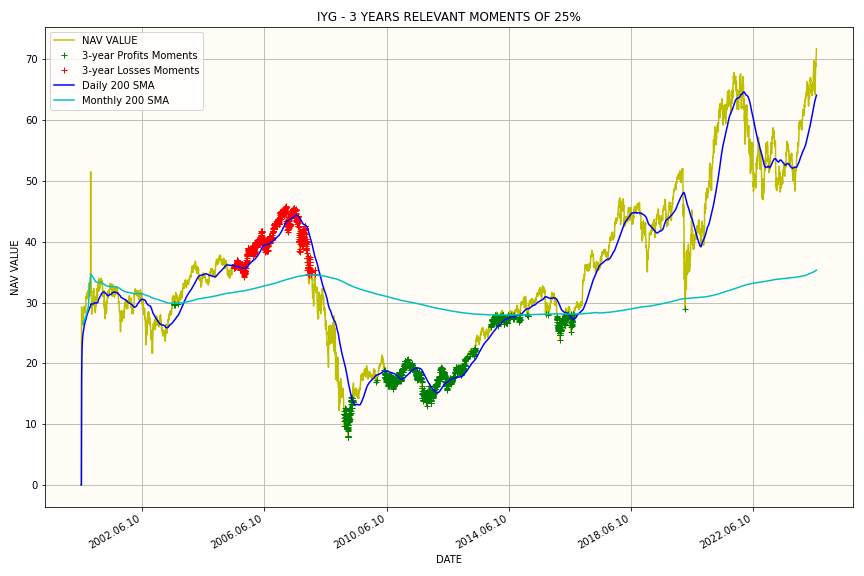 IYG - 3 YEARS RELEVANT MOMENTS OF 25%
NAV VALUE
3-year Profits Moments
3-year Losses Moments
Daily 200 SMA
Monthly 200 SMA
70
60
50
40
30
20
10
0
NAV VALUE
2002.06.10
2006.06.10
2010.06.10
2014.06.10
2018.06.10
2022.06.10
DATE